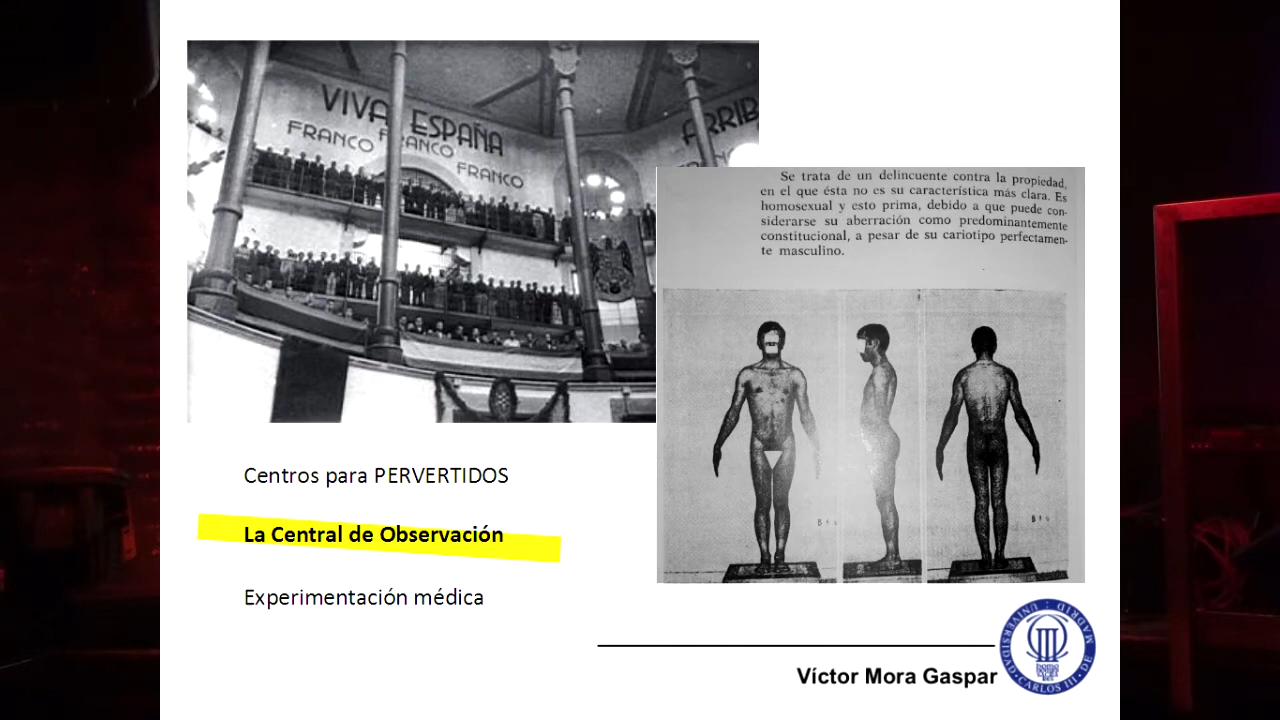 VIVA ESPAÑA
FRANCO FRANCO FRANCO
ARRIB
FRANC
Se trata de un delincuente contra la propiedad,
en el que ésta no es su característica más clara. Es
homosexual y esto prima, debido a que puede con-
siderarse su aberración como predominantemente
constitucional, a pesar de su cariotipo perfectamen-
te masculino.
Centros para PERVERTIDOS
La Central de Observación
Experimentación médica
Víctor Mora Gaspar
UNIVERSIDAD · CARLOS III · DE MADRID